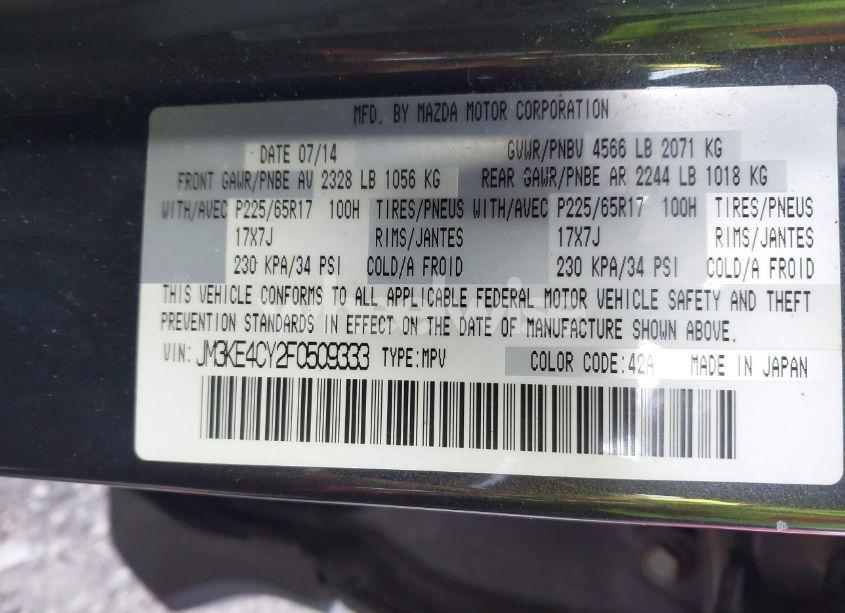 MFD. BY MAZDA MOTOR CORPORATION
DATE 07/14 GVWR/PNBV 4566 LB 2071 KG
FRONT GAWR/PNBE AV 2328 LB 1056 KG REAR GAWR/PNBE AR 2244 LB 1018 KG
WITH/AVEC P225/65R17 100H TIRES/PNEUS WITH/AVEC P225/65R17 100H TIRES/PNEUS
17X7J RIMS/JANTES 17X7J RIMS/JANTES
230 KPA/34 PSI COLD/A FROID 230 KPA/34 PSI COLD/A FROID
THIS VEHICLE CONFORMS TO ALL APPLICABLE FEDERAL MOTOR VEHICLE SAFETY AND THEFT
PREVENTION STANDARDS IN EFFECT ON THE DATE OF MANUFACTURE SHOWN ABOVE.
VIN: JM3KE4CY2F0509333 TYPE:MPV COLOR CODE:42A MADE IN JAPAN